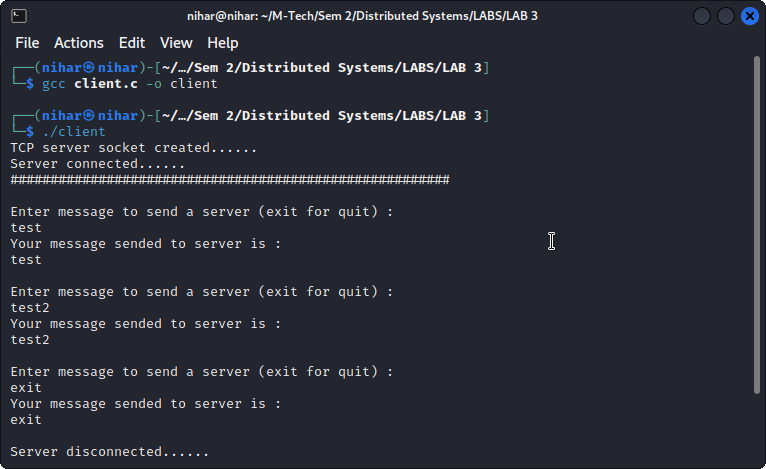 nihar@nihar: ~/M-Tech/Sem 2/Distributed Systems/LABS/LAB 3
File Actions Edit View Help
┌──(nihar㉿nihar)-[~/…/Sem 2/Distributed Systems/LABS/LAB 3]
└─$ gcc client.c -o client
┌──(nihar㉿nihar)-[~/…/Sem 2/Distributed Systems/LABS/LAB 3]
└─$ ./client
TCP server socket created......
Server connected......
#######################################################
Enter message to send a server (exit for quit) :
test
Your message sended to server is :
test
Enter message to send a server (exit for quit) :
test2
Your message sended to server is :
test2
Enter message to send a server (exit for quit) :
exit
Your message sended to server is :
exit
Server disconnected......